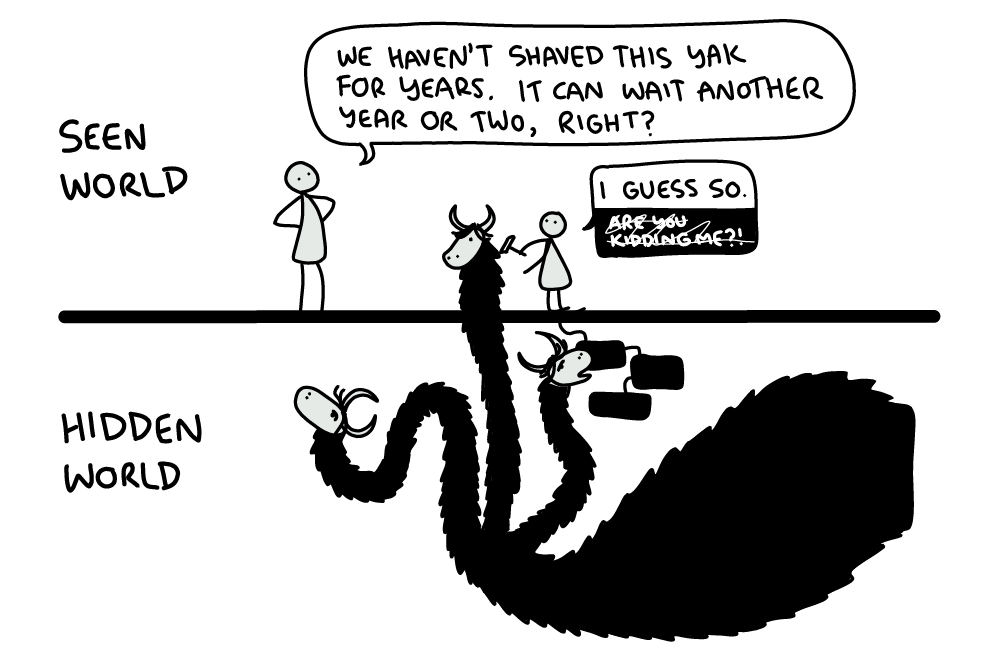 WE HAVEN'T SHAVED THIS YAK
FOR YEARS. IT CAN WAIT ANOTHER
YEAR OR TWO, RIGHT?
SEEN
WORLD
I GUESS SO.
ARE YOU
KIDDING ME?!
HIDDEN
WORLD